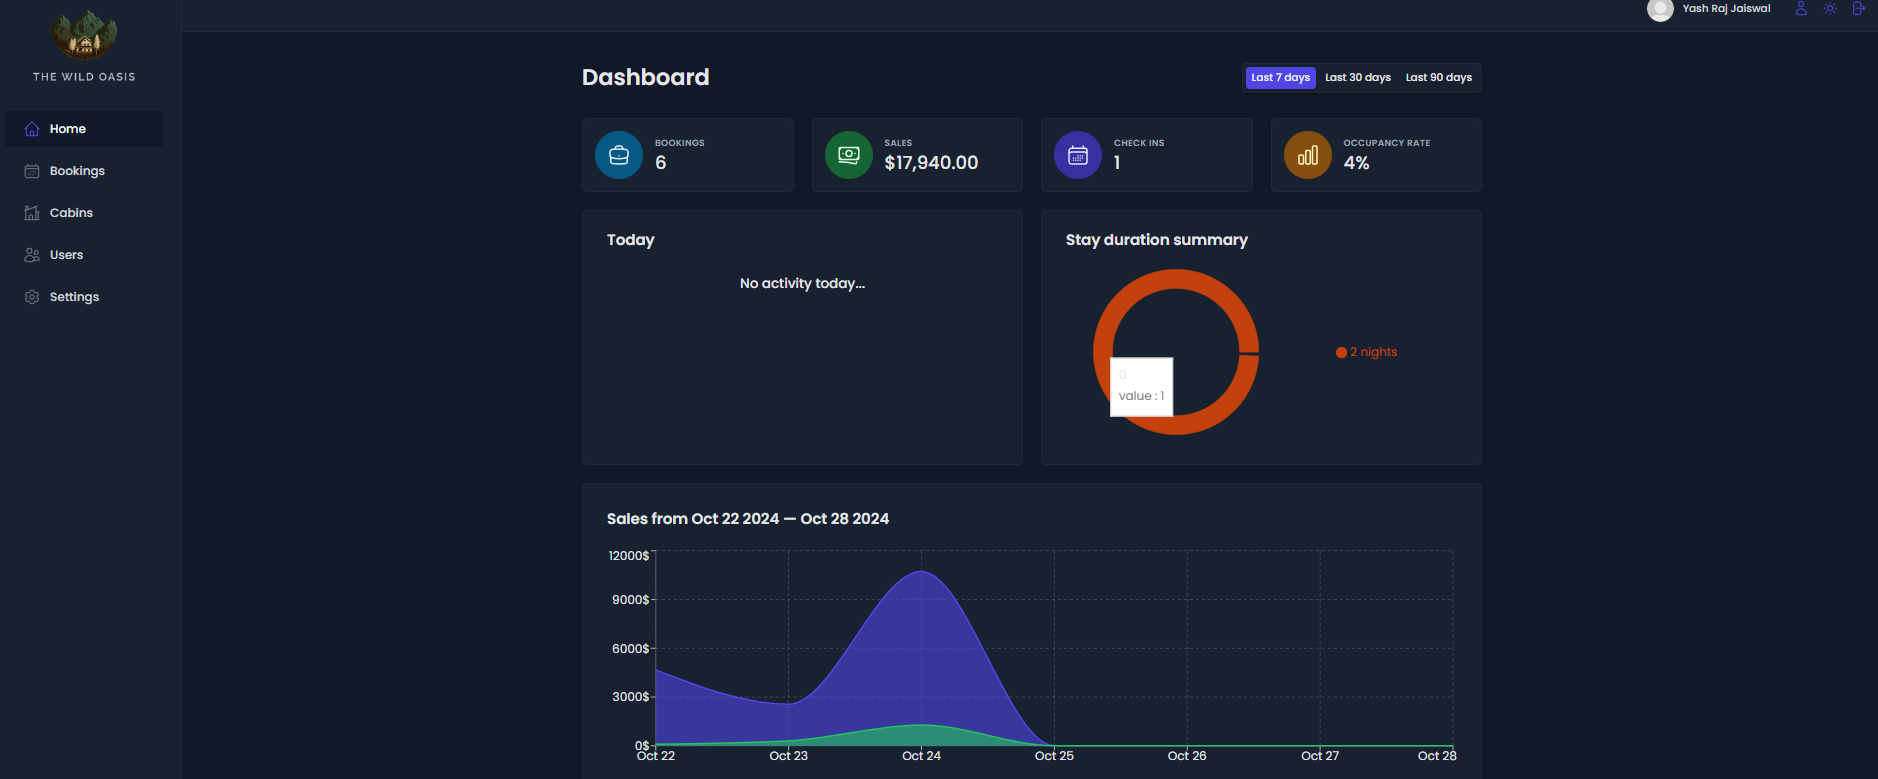 THE WILD OASIS
Yash Raj Jaiswal
Home
Bookings
Cabins
Users
Settings
Dashboard
Last 7 days Last 30 days Last 90 days
BOOKINGS
6
SALES
$17,940.00
CHECK INS
1
OCCUPANCY RATE
4%
Today
No activity today...
Stay duration summary
0
value : 1
2 nights
Sales from Oct 22 2024 — Oct 28 2024
12000$
9000$
6000$
3000$
0$
Oct 22 Oct 23 Oct 24 Oct 25 Oct 26 Oct 27 Oct 28